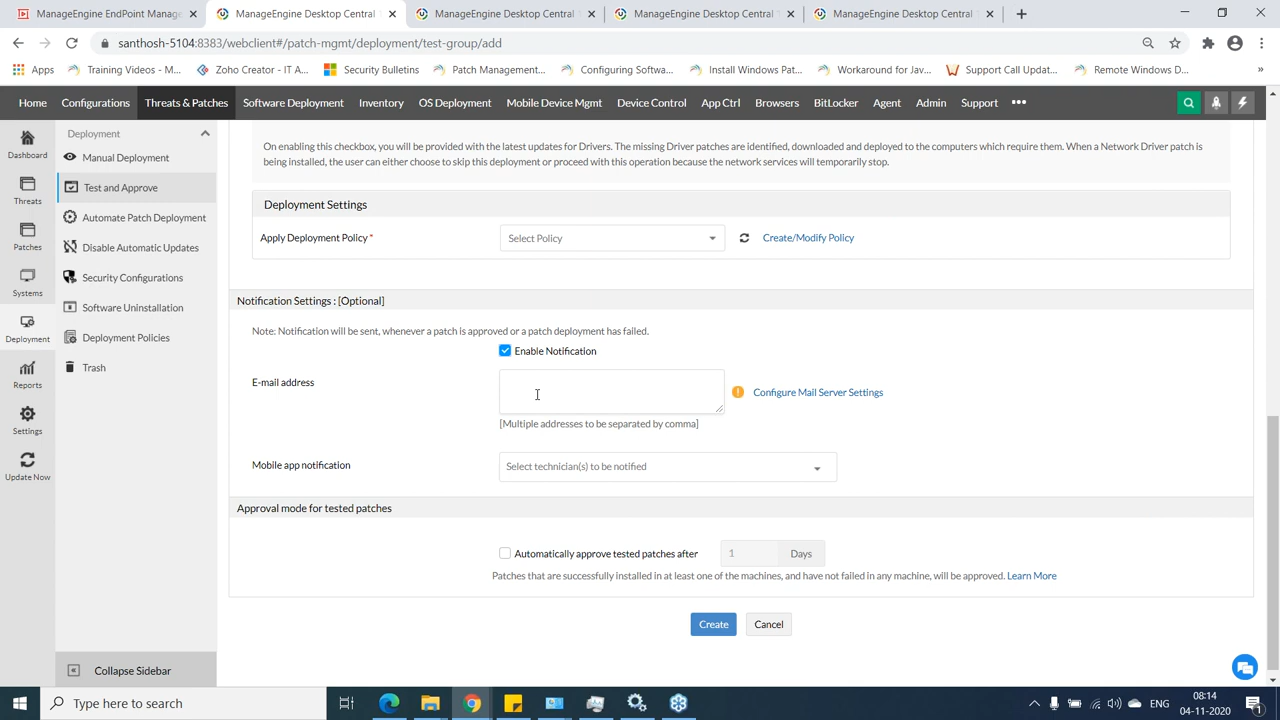 ManageEngine EndPoint Manage
ManageEngine Desktop Central
ManageEngine Desktop Central
ManageEngine Desktop Central
ManageEngine Desktop Central
santhosh-5104:8383/webclient#/patch-mgmt/deployment/test-group/add
Apps
Training Videos - M...
Zoho Creator - IT A...
Security Bulletins
Patch Management...
Configuring Softwa...
Install Windows Pat...
Workaround for Jav...
Support Call Updat...
Remote Windows D...
»
Home
Configurations
Threats & Patches
Software Deployment
Inventory
OS Deployment
Mobile Device Mgmt
Device Control
App Ctrl
Browsers
BitLocker
Agent
Admin
Support
•••
Dashboard
Threats
Patches
Systems
Deployment
Reports
Settings
Update Now
Deployment
Manual Deployment
Test and Approve
Automate Patch Deployment
Disable Automatic Updates
Security Configurations
Software Uninstallation
Deployment Policies
Trash
Collapse Sidebar
On enabling this checkbox, you will be provided with the latest updates for Drivers. The missing Driver patches are identified, downloaded and deployed to the computers which require them. When a Network Driver patch is
being installed, the user can either choose to skip this deployment or proceed with this operation because the network services will temporarily stop.
Deployment Settings
Apply Deployment Policy*
Select Policy
Create/Modify Policy
Notification Settings : [Optional]
Note: Notification will be sent, whenever a patch is approved or a patch deployment has failed.
Enable Notification
E-mail address
Configure Mail Server Settings
[Multiple addresses to be separated by comma]
Mobile app notification
Select technician(s) to be notified
Approval mode for tested patches
Automatically approve tested patches after
1
Days
Patches that are successfully installed in at least one of the machines, and have not failed in any machine, will be approved. Learn More
Create
Cancel
Type here to search
ENG
08:14
04-11-2020
1